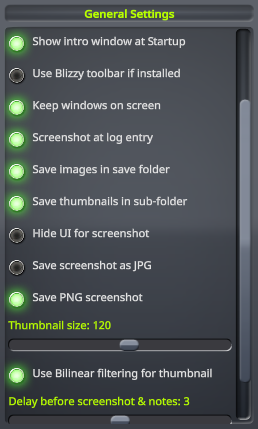 General Settings
Show intro window at Startup
Use Blizzy toolbar if installed
Keep windows on screen
Screenshot at log entry
Save images in save folder
Save thumbnails in sub-folder
Hide UI for screenshot
Save screenshot as JPG
Save PNG screenshot
Thumbnail size: 120
Use Bilinear filtering for thumbnail
Delay before screenshot & notes: 3